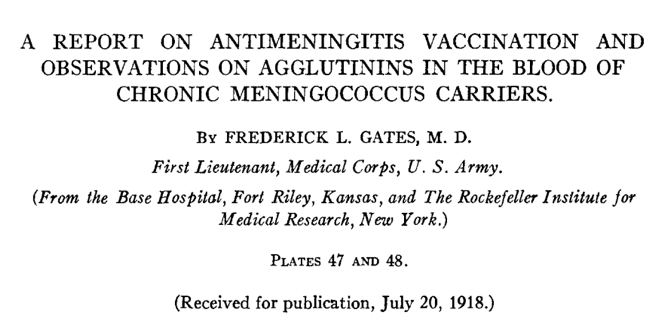 A REPORT ON ANTIMENINGITIS VACCINATION AND
OBSERVATIONS ON AGGLUTININS IN THE BLOOD OF
CHRONIC MENINGOCOCCUS CARRIERS.
By FREDERICK L. GATES, M. D.
First Lieutenant, Medical Corps, U. S. Army.
(From the Base Hospital, Fort Riley, Kansas, and The Rockefeller Institute for
Medical Research, New York.)
PLATES 47 AND 48.
(Received for publication, July 20, 1918.)